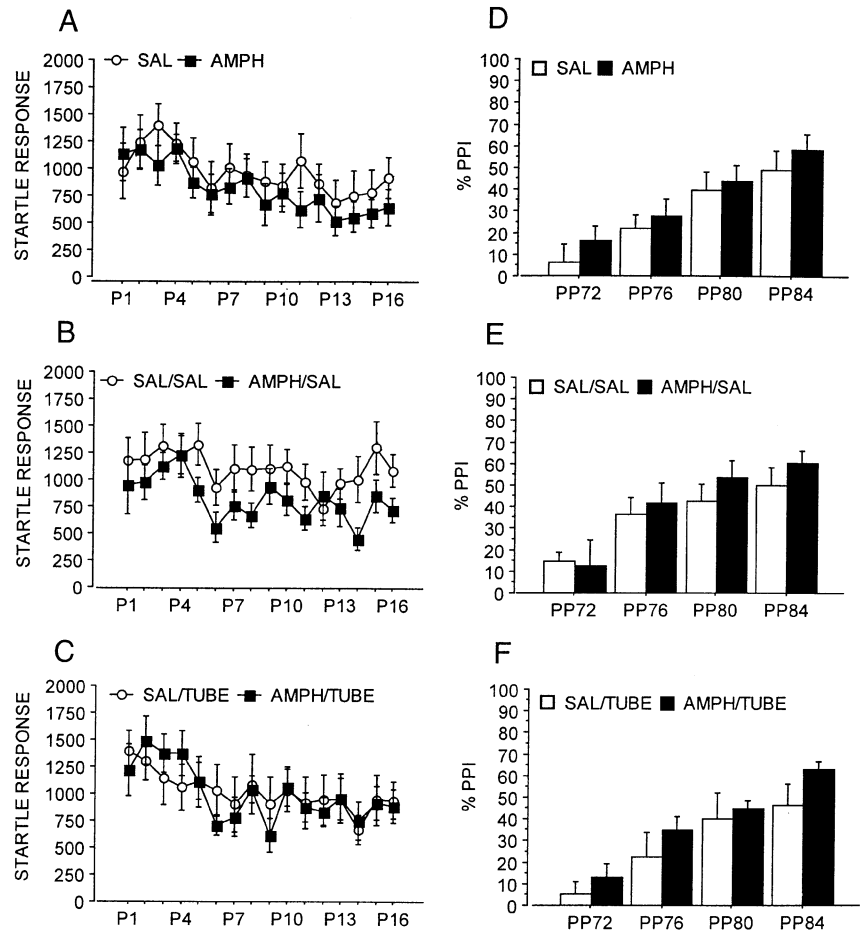 A
STARTLE RESPONSE
SAL AMPH
2000
1750
1500
1250
1000
750
500
250
0
P1 P4 P7 P10 P13 P16
D
% PPI
SAL AMPH
100
90
80
70
60
50
40
30
20
10
0
PP72 PP76 PP80 PP84
B
STARTLE RESPONSE
SAL/SAL AMPH/SAL
2000
1750
1500
1250
1000
750
500
250
0
P1 P4 P7 P10 P13 P16
E
% PPI
SAL/SAL AMPH/SAL
100
90
80
70
60
50
40
30
20
10
0
PP72 PP76 PP80 PP84
C
STARTLE RESPONSE
SAL/TUBE AMPH/TUBE
2000
1750
1500
1250
1000
750
500
250
0
P1 P4 P7 P10 P13 P16
F
% PPI
SAL/TUBE AMPH/TUBE
100
90
80
70
60
50
40
30
20
10
0
PP72 PP76 PP80 PP84